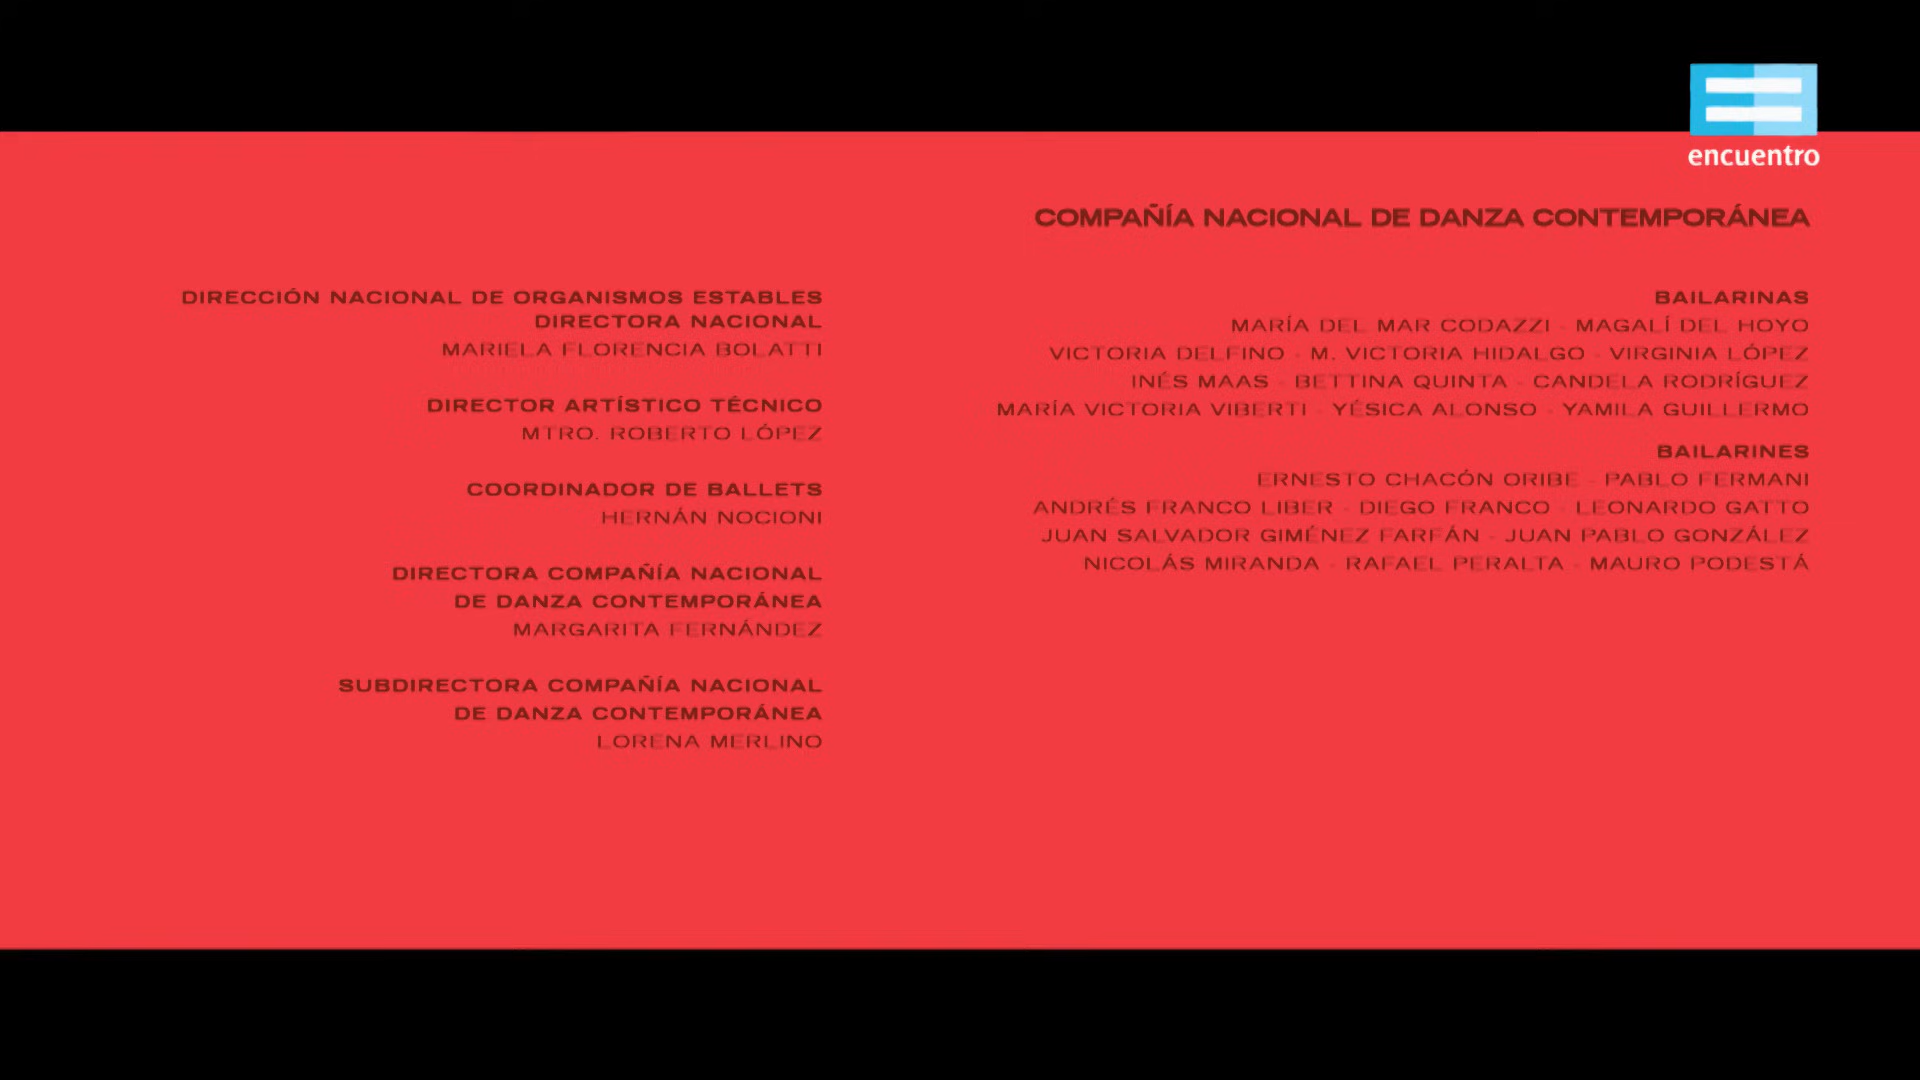 encuentro
DIRECCIÓN NACIONAL DE ORGANISMOS ESTABLES
DIRECTORA NACIONAL
MARIELA FLORENCIA BOLATTI
DIRECTOR ARTÍSTICO TÉCNICO
MTRO. ROBERTO LÓPEZ
COORDINADOR DE BALLETS
HERNÁN NOCIONI
DIRECTORA COMPAÑÍA NACIONAL
DE DANZA CONTEMPORÁNEA
MARGARITA FERNÁNDEZ
SUBDIRECTORA COMPAÑÍA NACIONAL
DE DANZA CONTEMPORÁNEA
LORENA MERLINO
COMPAÑÍA NACIONAL DE DANZA CONTEMPORÁNEA
BAILARINAS
MARÍA DEL MAR CODAZZI - MAGALÍ DEL HOYO
VICTORIA DELFINO - M. VICTORIA HIDALGO - VIRGINIA LÓPEZ
INÉS MAAS - BETTINA QUINTA - CANDELA RODRÍGUEZ
MARÍA VICTORIA VIBERTI - YÉSICA ALONSO - YAMILA GUILLERMO
BAILARINES
ERNESTO CHACÓN ORIBE - PABLO FERMANI
ANDRÉS FRANCO LIBER - DIEGO FRANCO - LEONARDO GATTO
JUAN SALVADOR GIMÉNEZ FARFÁN - JUAN PABLO GONZÁLEZ
NICOLÁS MIRANDA - RAFAEL PERALTA - MAURO PODESTÁ